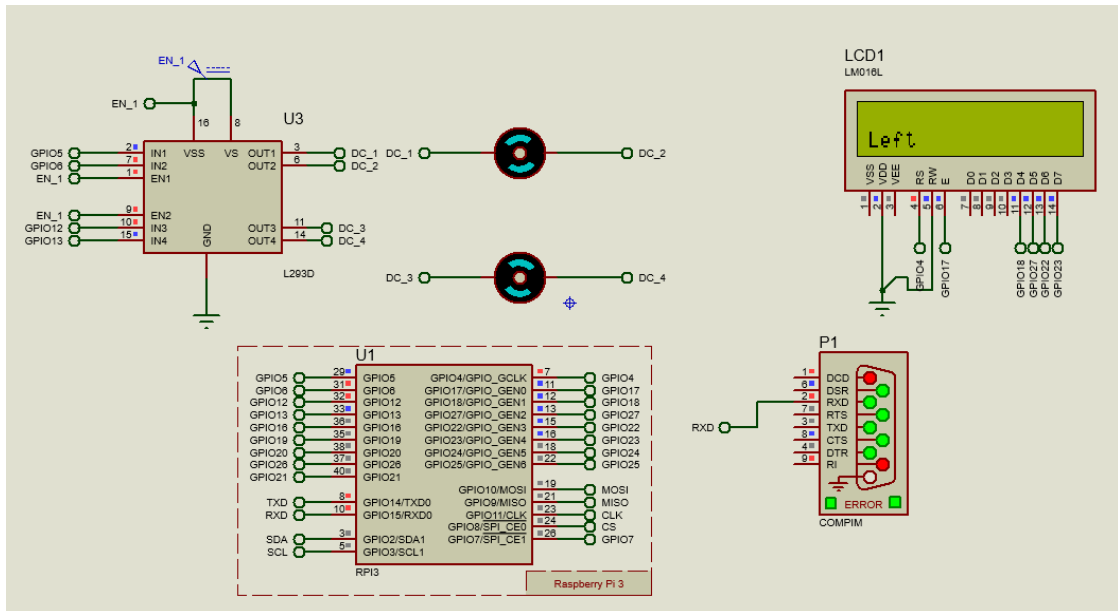 EN_1
EN_1
U3
16
8
VSS
VS
GPIO5
2
IN1
OUT1
3
DC_1
GPIO6
7
IN2
OUT2
6
DC_2
EN_1
1
EN1
EN_1
9
EN2
GPIO12
10
IN3
OUT3
11
DC_3
GPIO13
15
IN4
OUT4
14
DC_4
GND
L293D
DC_1
DC_2
DC_3
DC_4
LCD1
LM016L
Left
VSS
VDD
VEE
RS
RW
E
D0
D1
D2
D3
D4
D5
D6
D7
1
2
3
4
5
6
7
8
9
10
11
12
13
14
GPIO4
GPIO17
GPIO18
GPIO27
GPIO22
GPIO23
U1
GPIO5 29 GPIO5 GPIO4/GPIO_GCLK 7 GPIO4
GPIO6 31 GPIO6 GPIO17/GPIO_GEN0 11 GPIO17
GPIO12 32 GPIO12 GPIO18/GPIO_GEN1 12 GPIO18
GPIO13 33 GPIO13 GPIO27/GPIO_GEN2 13 GPIO27
GPIO16 36 GPIO16 GPIO22/GPIO_GEN3 15 GPIO22
GPIO19 35 GPIO19 GPIO23/GPIO_GEN4 16 GPIO23
GPIO20 38 GPIO20 GPIO24/GPIO_GEN5 18 GPIO24
GPIO26 37 GPIO26 GPIO25/GPIO_GEN6 22 GPIO25
GPIO21 40 GPIO21
GPIO10/MOSI 19 MOSI
TXD 8 GPIO14/TXD0 GPIO9/MISO 21 MISO
RXD 10 GPIO15/RXD0 GPIO11/CLK 23 CLK
GPIO8/SPI_CE0 24 CS
SDA 3 GPIO2/SDA1 GPIO7/SPI_CE1 26 GPIO7
SCL 5 GPIO3/SCL1
RPI3
Raspberry Pi 3
P1
1 DCD
6 DSR
RXD 2 RXD
7 RTS
3 TXD
8 CTS
4 DTR
9 RI
ERROR
COMPIM